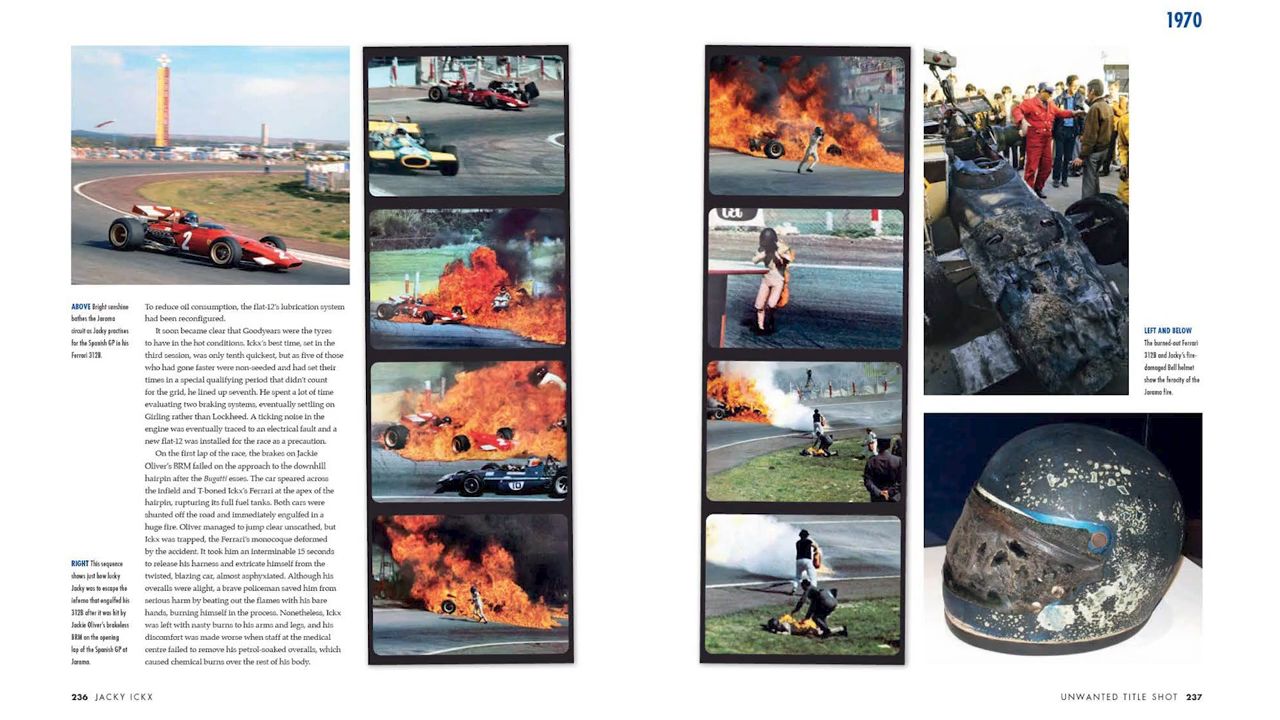 1970
ABOVE Bright sunshine
bathes the Jarama
circuit as Jacky practises
for the Spanish GP in his
Ferrari 312B.
To reduce oil consumption, the flat-12's lubrication system
had been reconfigured.
It soon became clear that Goodyears were the tyres
to have in the hot conditions. Ickx's best time, set in the
third session, was only tenth quickest, but as five of those
who had gone faster were non-seeded and had set their
times in a special qualifying period that didn't count
for the grid, he lined up seventh. He spent a lot of time
evaluating two braking systems, eventually settling on
Girling rather than Lockheed. A ticking noise in the
engine was eventually traced to an electrical fault and a
new flat-12 was installed for the race as a precaution.
On the first lap of the race, the brakes on Jackie
Oliver's BRM failed on the approach to the downhill
hairpin after the Bugatti esses. The car speared across
the infield and T-boned Ickx's Ferrari at the apex of the
hairpin, rupturing its full fuel tanks. Both cars were
shunted off the road and immediately engulfed in a
huge fire. Oliver managed to jump clear unscathed, but
Ickx was trapped, the Ferrari's monocoque deformed
by the accident. It took him an interminable 15 seconds
to release his harness and extricate himself from the
twisted, blazing car, almost asphyxiated. Although his
overalls were alight, a brave policeman saved him from
serious harm by beating out the flames with his bare
hands, burning himself in the process. Nonetheless, Ickx
was left with nasty burns to his arms and legs, and his
discomfort was made worse when staff at the medical
centre failed to remove his petrol-soaked overalls, which
caused chemical burns over the rest of his body.
RIGHT This sequence
shows just how lucky
Jacky was to escape the
inferno that engulfed his
312B after it was hit by
Jackie Oliver's brakeless
BRM on the opening
lap of the Spanish GP at
Jarama.
2
10
LEFT AND BELOW
The burned-out Ferrari
312B and Jacky's fire-
damaged Bell helmet
show the ferocity of the
Jarama fire.
236 JACKY ICKX
UNWANTED TITLE SHOT 237